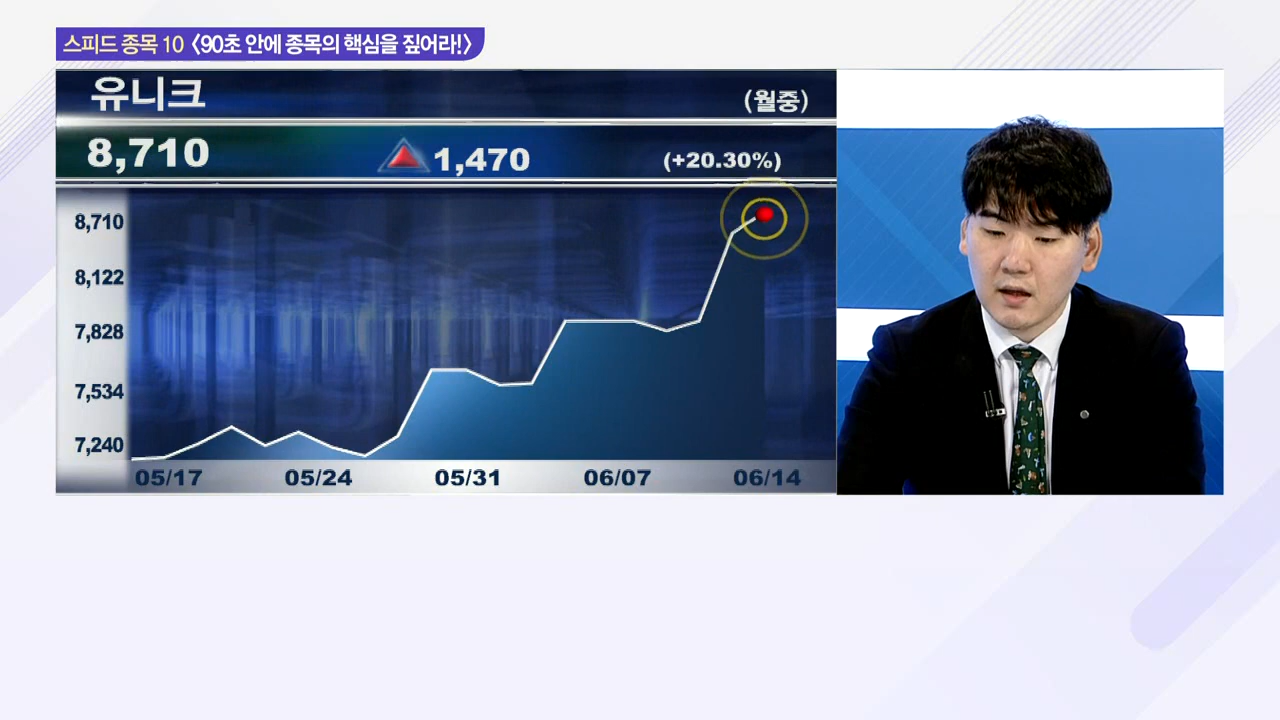 스피드 종목 10 <90초 안에 종목의 핵심을 짚어라!>
유니크
(월중)
8,710 ▲ 1,470 (+20.30%)
8,710
8,122
7,828
7,534
7,240
05/17 05/24 05/31 06/07 06/14